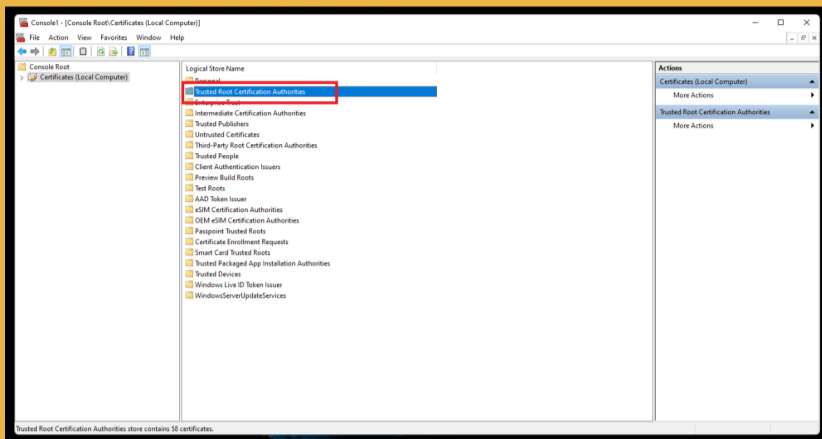 Console1 - [Console Root\Certificates (Local Computer)]
File Action View Favorites Window Help
Console Root
Certificates (Local Computer)
Logical Store Name
Personal
Trusted Root Certification Authorities
Enterprise Trust
Intermediate Certification Authorities
Trusted Publishers
Untrusted Certificates
Third-Party Root Certification Authorities
Trusted People
Client Authentication Issuers
Preview Build Roots
Test Roots
AAD Token Issuer
eSIM Certification Authorities
OEM eSIM Certification Authorities
Passpoint Trusted Roots
Certificate Enrollment Requests
Smart Card Trusted Roots
Trusted Packaged App Installation Authorities
Trusted Devices
Windows Live ID Token Issuer
WindowsServerUpdateServices
Actions
Certificates (Local Computer)
More Actions
Trusted Root Certification Authorities
More Actions
Trusted Root Certification Authorities store contains 58 certificates.